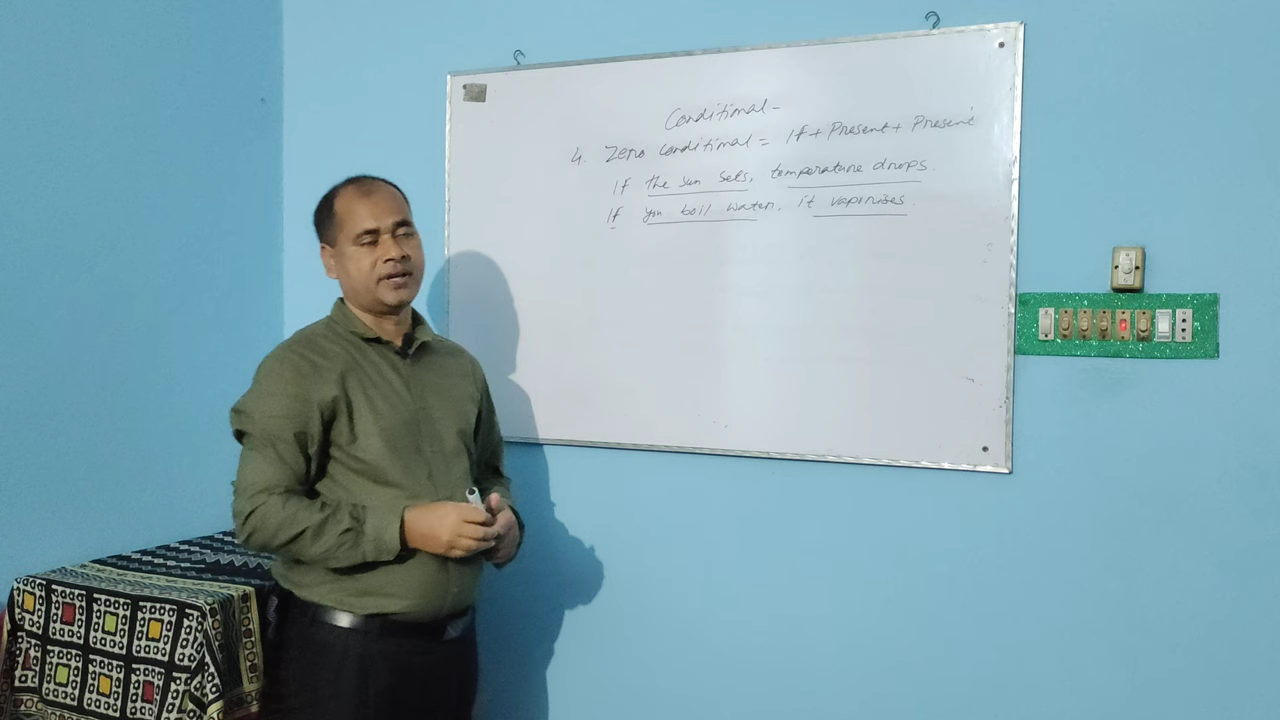 Conditional-
4. Zero conditional = If + Present + Present
If the sun sets, temperature drops.
If you boil water, it vaporises.